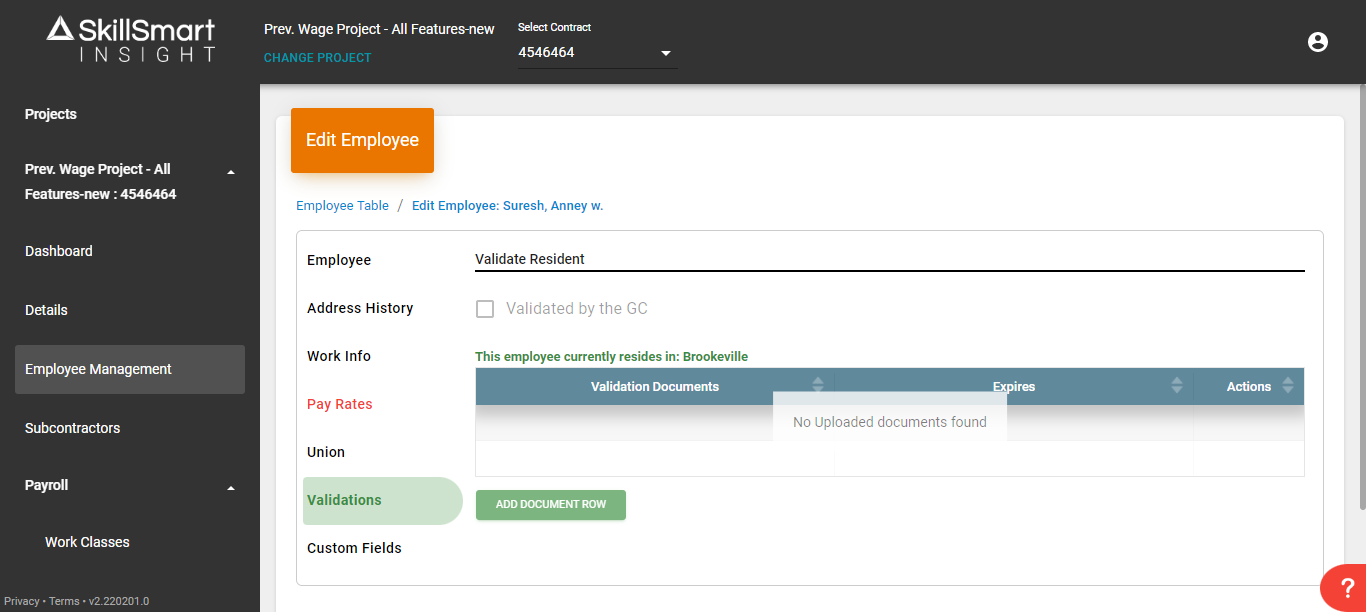 SkillSmart
INSIGHT
Prev. Wage Project - All Features-new
CHANGE PROJECT
Select Contract
4546464
Projects
Prev. Wage Project - All
Features-new : 4546464
Dashboard
Details
Employee Management
Subcontractors
Payroll
Work Classes
Privacy • Terms • v2.220201.0
Edit Employee
Employee Table / Edit Employee: Suresh, Anney w.
Employee
Address History
Work Info
Pay Rates
Union
Validations
Custom Fields
Validate Resident
Validated by the GC
This employee currently resides in: Brookeville
Validation Documents Expires Actions
No Uploaded documents found
ADD DOCUMENT ROW
?